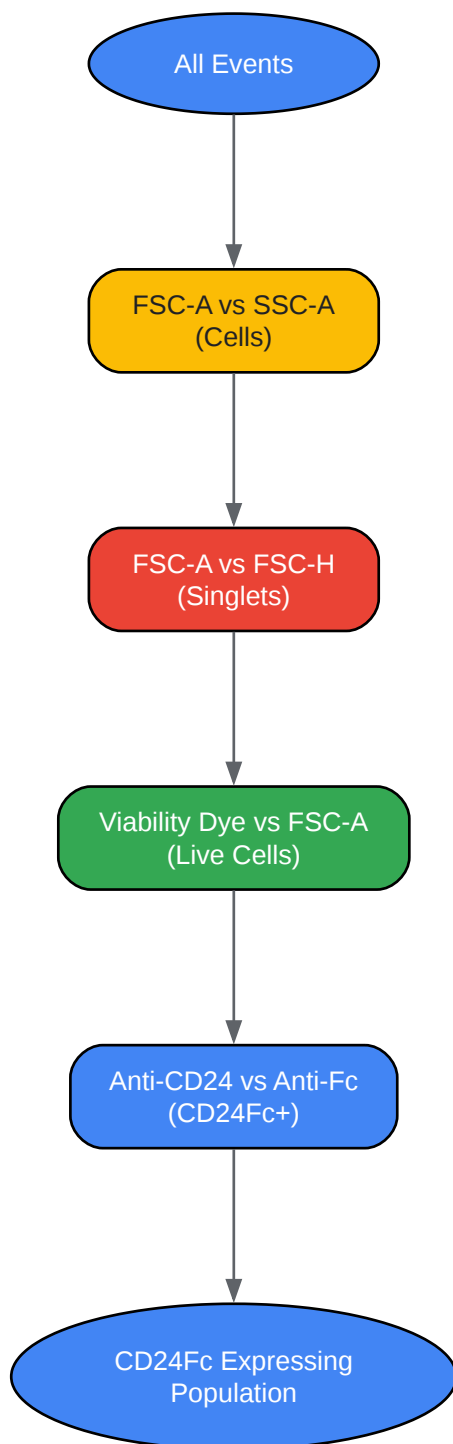 All Events
FSC-A vs SSC-A
(Cells)
FSC-A vs FSC-H
(Singlets)
Viability Dye vs FSC-A
(Live Cells)
Anti-CD24 vs Anti-Fc
(CD24Fc+)
CD24Fc Expressing
Population